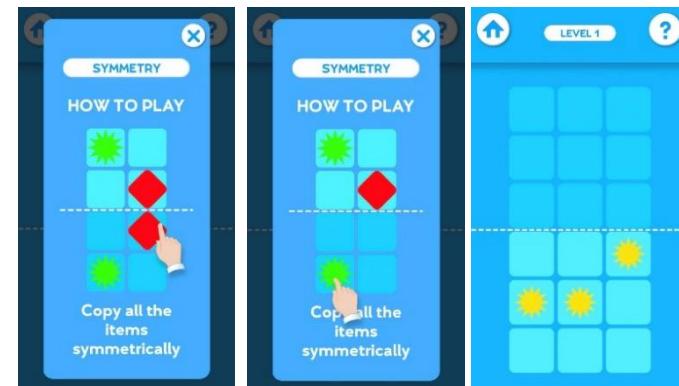 SYMMETRY
HOW TO PLAY
Copy all the
items
symmetrically
SYMMETRY
HOW TO PLAY
Cop all the
items
symmetrically
LEVEL 1
?